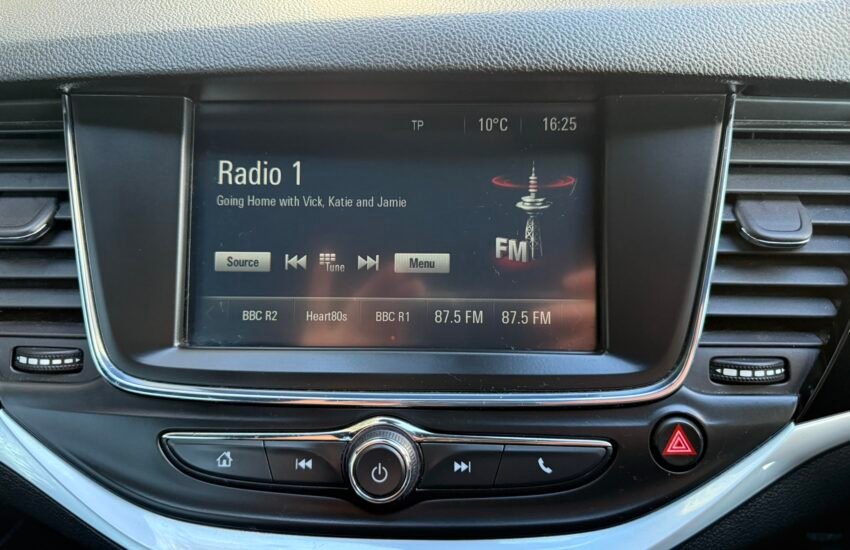 TP 10°C 16:25
Radio 1
Going Home with Vick, Katie and Jamie
FM
Source Tune Menu
BBC R2 Heart80s BBC R1 87.5 FM 87.5 FM